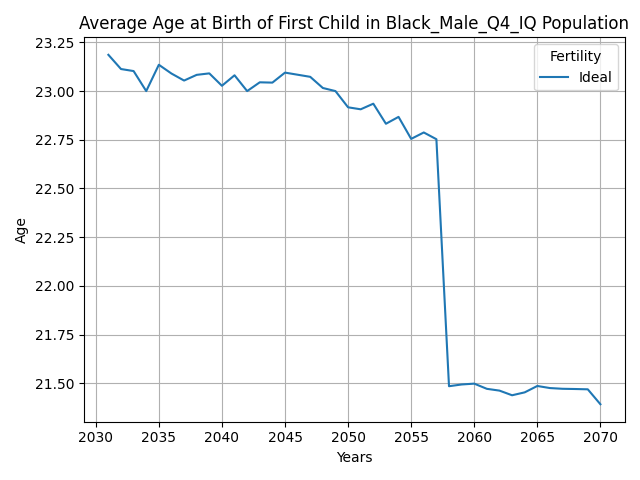 Average Age at Birth of First Child in Black_Male_Q4_IQ Population
23.25
23.00
22.75
22.50
22.25
22.00
21.75
21.50
Age
Fertility
Ideal
2030 2035 2040 2045 2050 2055 2060 2065 2070
Years